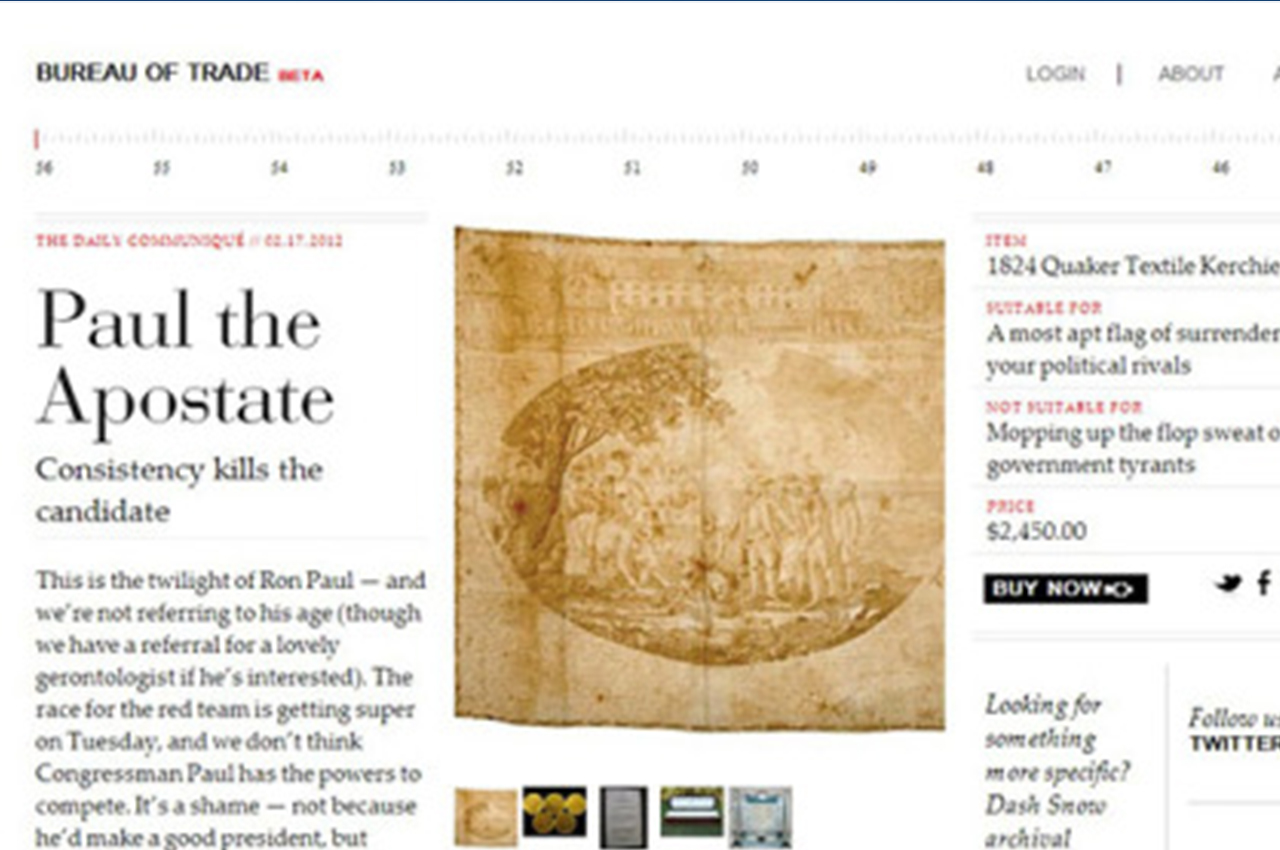 BUREAU OF TRADE BETA
LOGIN | ABOUT
56 55 54 53 52 51 50 49 48 47 46
THE DAILY COMMUNIQUÉ // 02.17.2012
Paul the
Apostate
Consistency kills the
candidate
This is the twilight of Ron Paul — and
we're not referring to his age (though
we have a referral for a lovely
gerontologist if he's interested). The
race for the red team is getting super
on Tuesday, and we don't think
Congressman Paul has the powers to
compete. It's a shame — not because
he'd make a good president, but
ITEM
1824 Quaker Textile Kerchie
SUITABLE FOR
A most apt flag of surrender
your political rivals
NOT SUITABLE FOR
Mopping up the flop sweat o
government tyrants
PRICE
$2,450.00
BUY NOW
Looking for
something
more specific?
Dash Snow
archival
Follow us
TWITTER